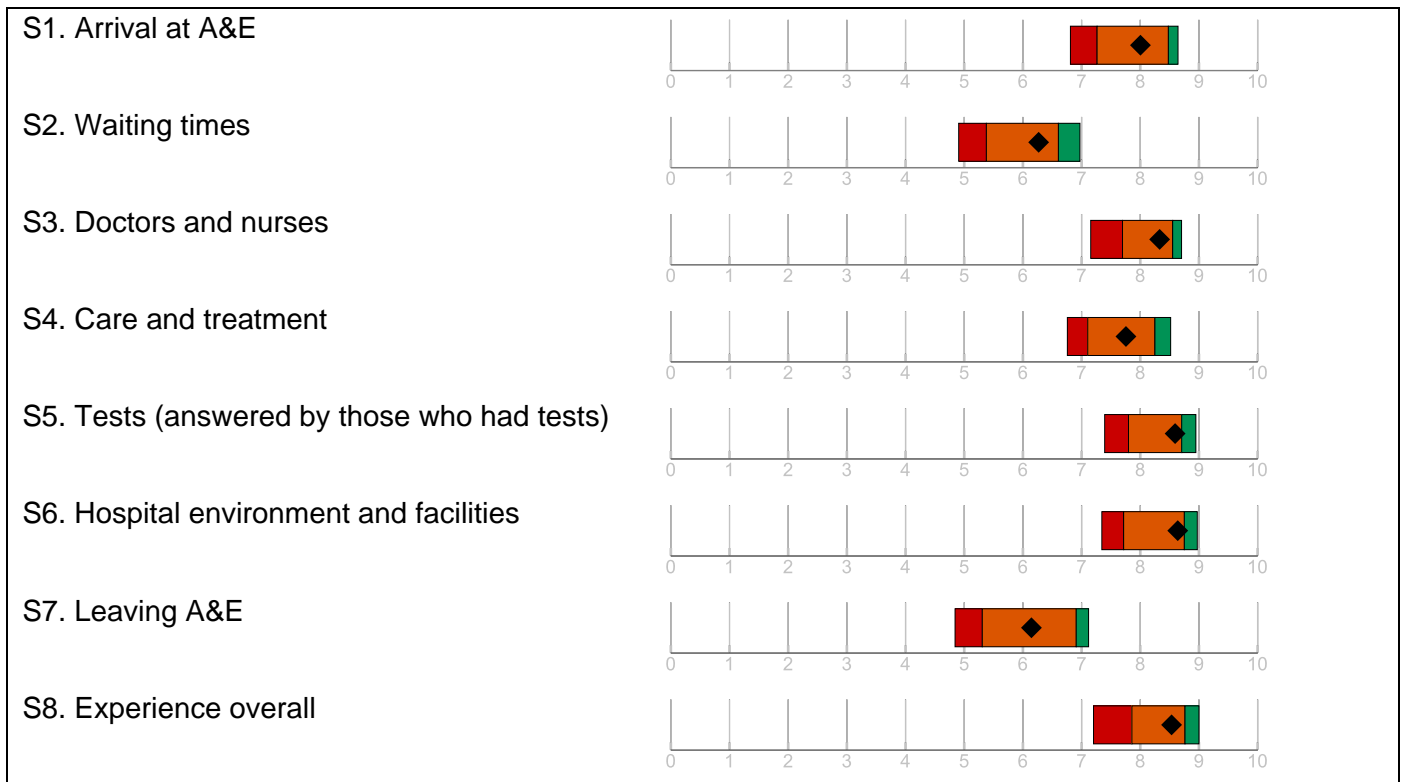 S1. Arrival at A&E
0 1 2 3 4 5 6 7 8 9 10
S2. Waiting times
0 1 2 3 4 5 6 7 8 9 10
S3. Doctors and nurses
0 1 2 3 4 5 6 7 8 9 10
S4. Care and treatment
0 1 2 3 4 5 6 7 8 9 10
S5. Tests (answered by those who had tests)
0 1 2 3 4 5 6 7 8 9 10
S6. Hospital environment and facilities
0 1 2 3 4 5 6 7 8 9 10
S7. Leaving A&E
0 1 2 3 4 5 6 7 8 9 10
S8. Experience overall
0 1 2 3 4 5 6 7 8 9 10